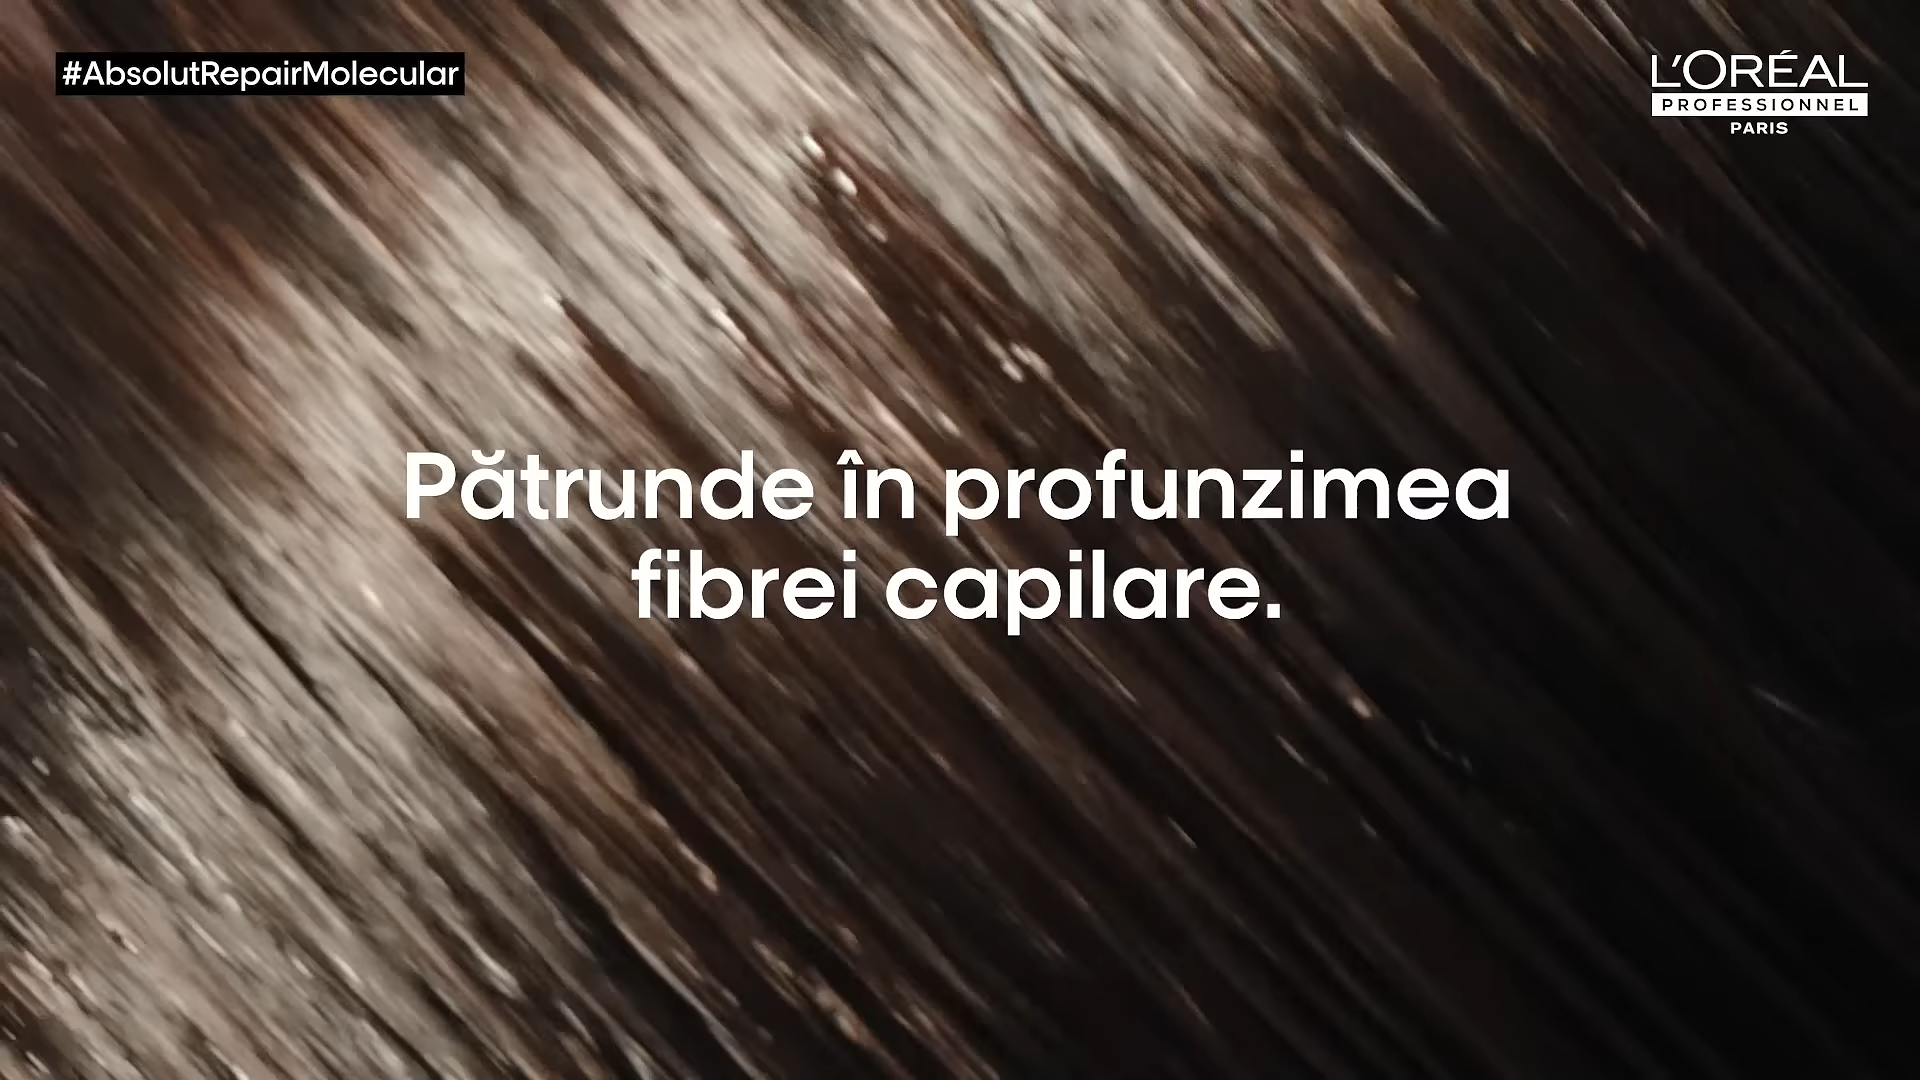 #AbsolutRepairMolecular
L'ORÉAL
PROFESSIONNEL
PARIS
Pătrunde în profunzimea
fibrei capilare.